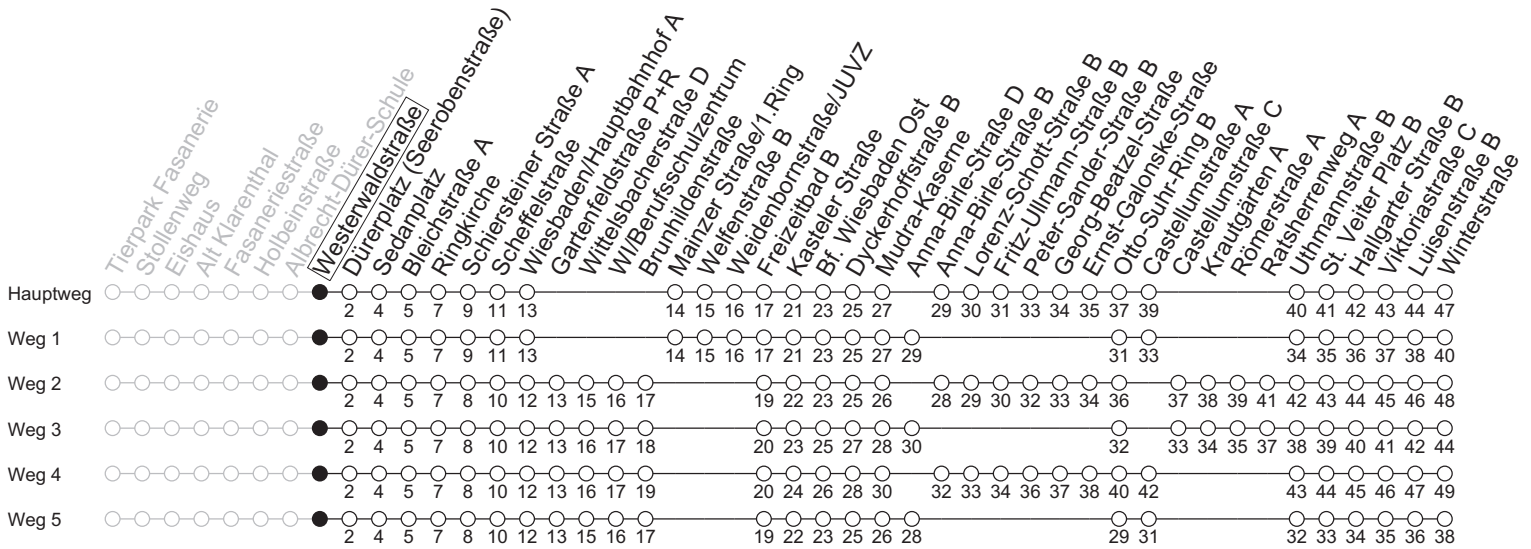 Tierpark Fasanerie
Stollenweg
Eishaus
Alt Klarenthal
Fasaneriestraße
Holbeinstraße
Albrecht-Dürer-Schule
Westerwaldstraße
Dürerplatz (Seerobenstraße)
Sedanplatz
Bleichstraße A
Ringkirche
Schiersteiner Straße A
Scheffelstraße
Wiesbaden/Hauptbahnhof A
Gartenfeldstraße P+R
Wittelsbacherstraße D
WI/Berufsschulzentrum
Brunhildenstraße
Mainzer Straße/1.Ring
Welfenstraße B
Weidenbornstraße/JUVZ
Freizeitbad B
Kasteler Straße
Bf. Wiesbaden Ost
Dyckerhoffstraße B
Mudra-Kaserne
Anna-Birle-Straße D
Anna-Birle-Straße B
Lorenz-Schott-Straße B
Fritz-Ullmann-Straße B
Peter-Sander-Straße B
Georg-Beatzel-Straße
Ernst-Galonske-Straße
Otto-Suhr-Ring B
Castellumstraße A
Castellumstraße C
Krautgärten A
Römerstraße A
Ratsherrenweg A
Uthmannstraße B
St. Veiter Platz B
Hallgarter Straße B
Viktoriastraße C
Luisenstraße B
Winterstraße
Hauptweg
2 4 5 7 9 11 13 14 15 16 17 21 23 25 27 29 30 31 33 34 35 37 39 40 41 42 43 44 47
Weg 1
2 4 5 7 9 11 13 14 15 16 17 21 23 25 27 29 31 33 34 35 36 37 38 40
Weg 2
2 4 5 7 8 10 12 13 15 16 17 19 22 23 25 26 28 29 30 32 33 34 36 37 38 39 41 42 43 44 45 46 48
Weg 3
2 4 5 7 8 10 12 13 16 17 18 20 23 25 27 28 30 32 33 34 35 37 38 39 40 41 42 44
Weg 4
2 4 5 7 8 10 12 13 16 17 19 20 24 26 28 30 32 33 34 36 37 38 40 42 43 44 45 46 47 49
Weg 5
2 4 5 7 8 10 12 13 15 16 17 19 22 23 25 26 28 29 31 32 33 34 35 36 38